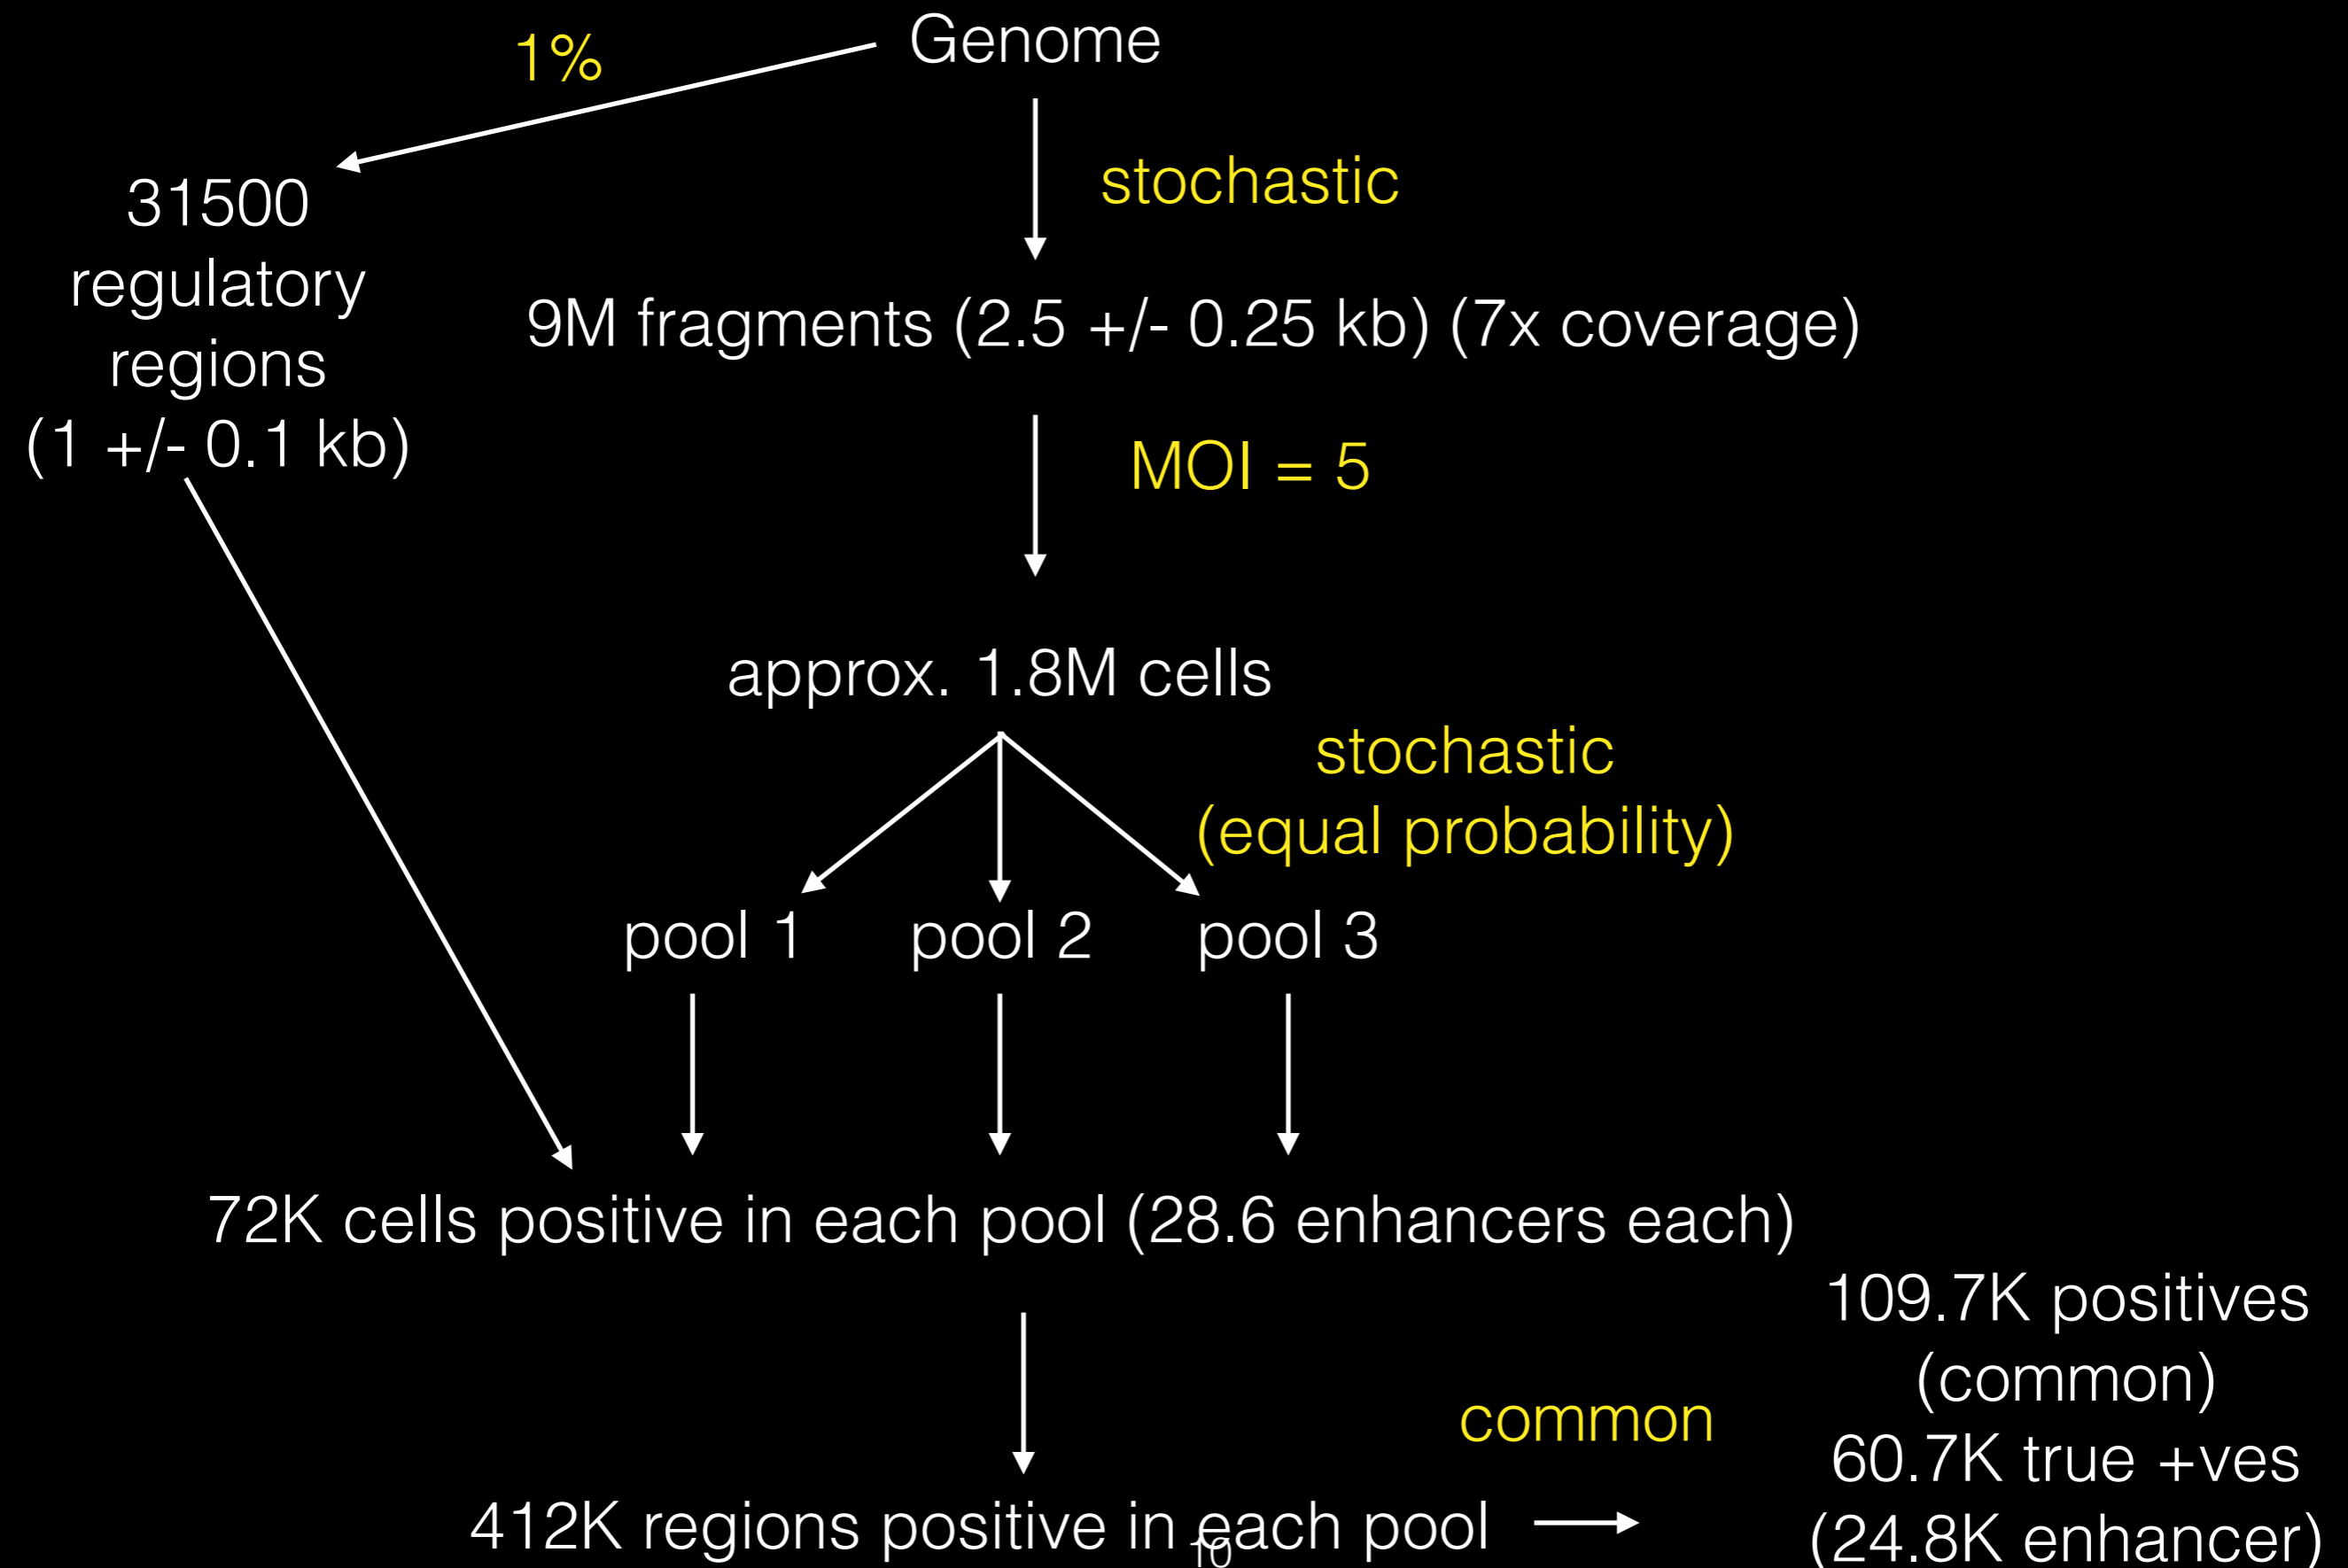 Genome
1%
stochastic
31500
regulatory
regions
(1 +/- 0.1 kb)
9M fragments (2.5 +/- 0.25 kb) (7x coverage)
MOI = 5
approx. 1.8M cells
stochastic
(equal probability)
pool 1
pool 2
pool 3
72K cells positive in each pool (28.6 enhancers each)
412K regions positive in each pool
common
109.7K positives
(common)
60.7K true +ves
(24.8K enhancer)
10